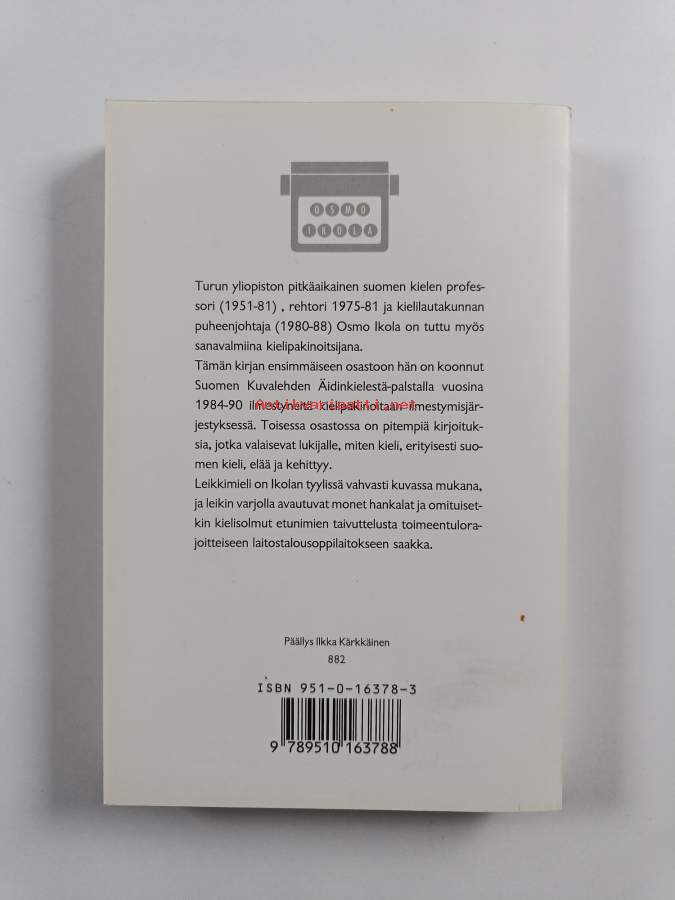 OSMO
IKOLA
Turun yliopiston pitkäaikainen suomen kielen profes-
sori (1951-81) , rehtori 1975-81 ja kielilautakunnan
puheenjohtaja (1980-88) Osmo Ikola on tuttu myös
sanavalmiina kielipakinoitsijana.
Tämän kirjan ensimmäiseen osastoon hän on koonnut
Suomen Kuvalehden Äidinkielestä-palstalla vuosina
1984-90 ilmestyneitä kielipakinoitaan ilmestymisjär-
Antikvariaatti.net
jestyksessä. Toisessa osastossa on pitempiä kirjoituk-
sia, jotka valaisevat lukijalle, miten kieli, erityisesti suo-
men kieli, elää ja kehittyy.
Leikkimieli on Ikolan tyylissä vahvasti kuvassa mukana,
ja leikin varjolla avautuvat monet hankalat ja omituiset-
kin kielisolmut etunimien taivuttelusta toimeentulora-
joitteiseen laitostalousoppilaitokseen saakka.
Päällys Ilkka Kärkkäinen
882
ISBN 951-0-16378-3
9 789510 163788